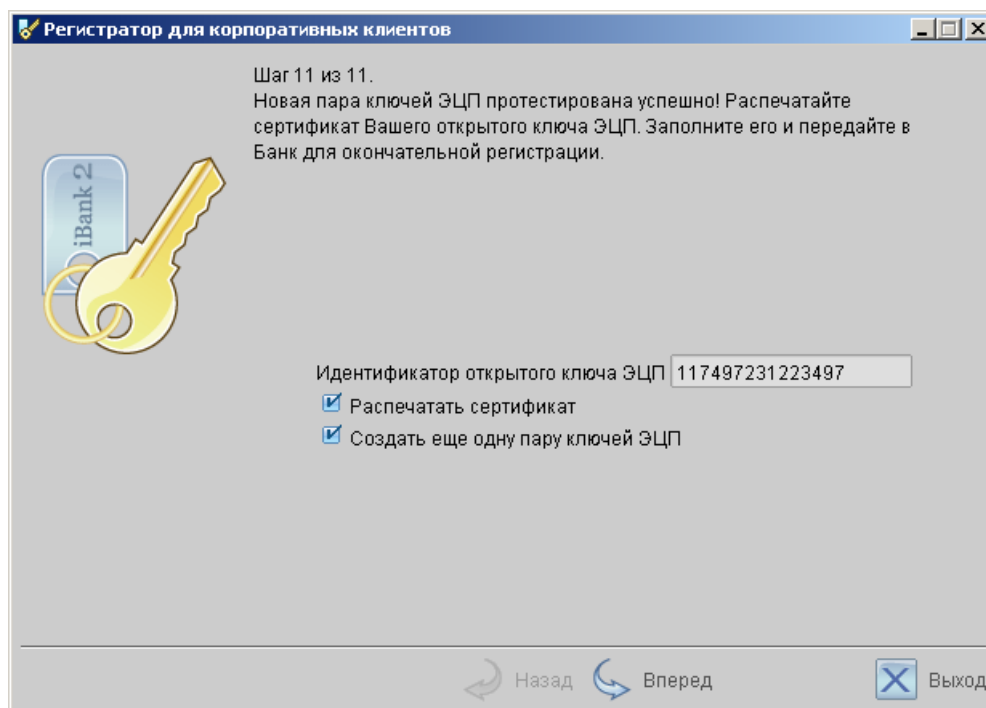 Регистратор для корпоративных клиентов
Шаг 11 из 11.
Новая пара ключей ЭЦП протестирована успешно! Распечатайте
сертификат Вашего открытого ключа ЭЦП. Заполните его и передайте в
Банк для окончательной регистрации.
iBank 2
Идентификатор открытого ключа ЭЦП 117497231223497
Распечатать сертификат
Создать еще одну пару ключей ЭЦП
Назад Вперед Выход